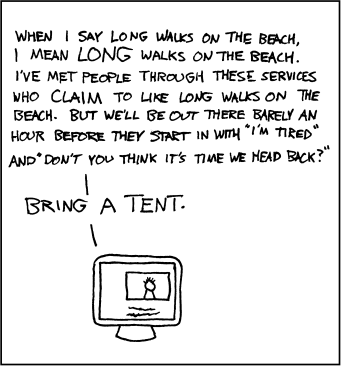 WHEN I SAY LONG WALKS ON THE BEACH,
I MEAN LONG WALKS ON THE BEACH.
I'VE MET PEOPLE THROUGH THESE SERVICES
WHO CLAIM TO LIKE LONG WALKS ON THE
BEACH. BUT WE'LL BE OUT THERE BARELY AN
HOUR BEFORE THEY START IN WITH "I'M TIRED"
AND "DON'T YOU THINK IT'S TIME WE HEAD BACK?"
BRING A TENT.